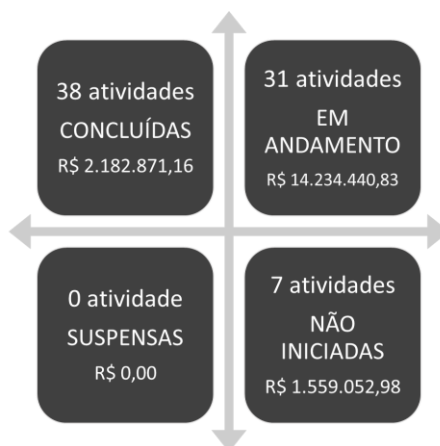 38 atividades
CONCLUÍDAS
R$ 2.182.871,16
31 atividades
EM
ANDAMENTO
R$ 14.234.440,83
0 atividade
SUSPENSAS
R$ 0,00
7 atividades
NÃO
INICIADAS
R$ 1.559.052,98